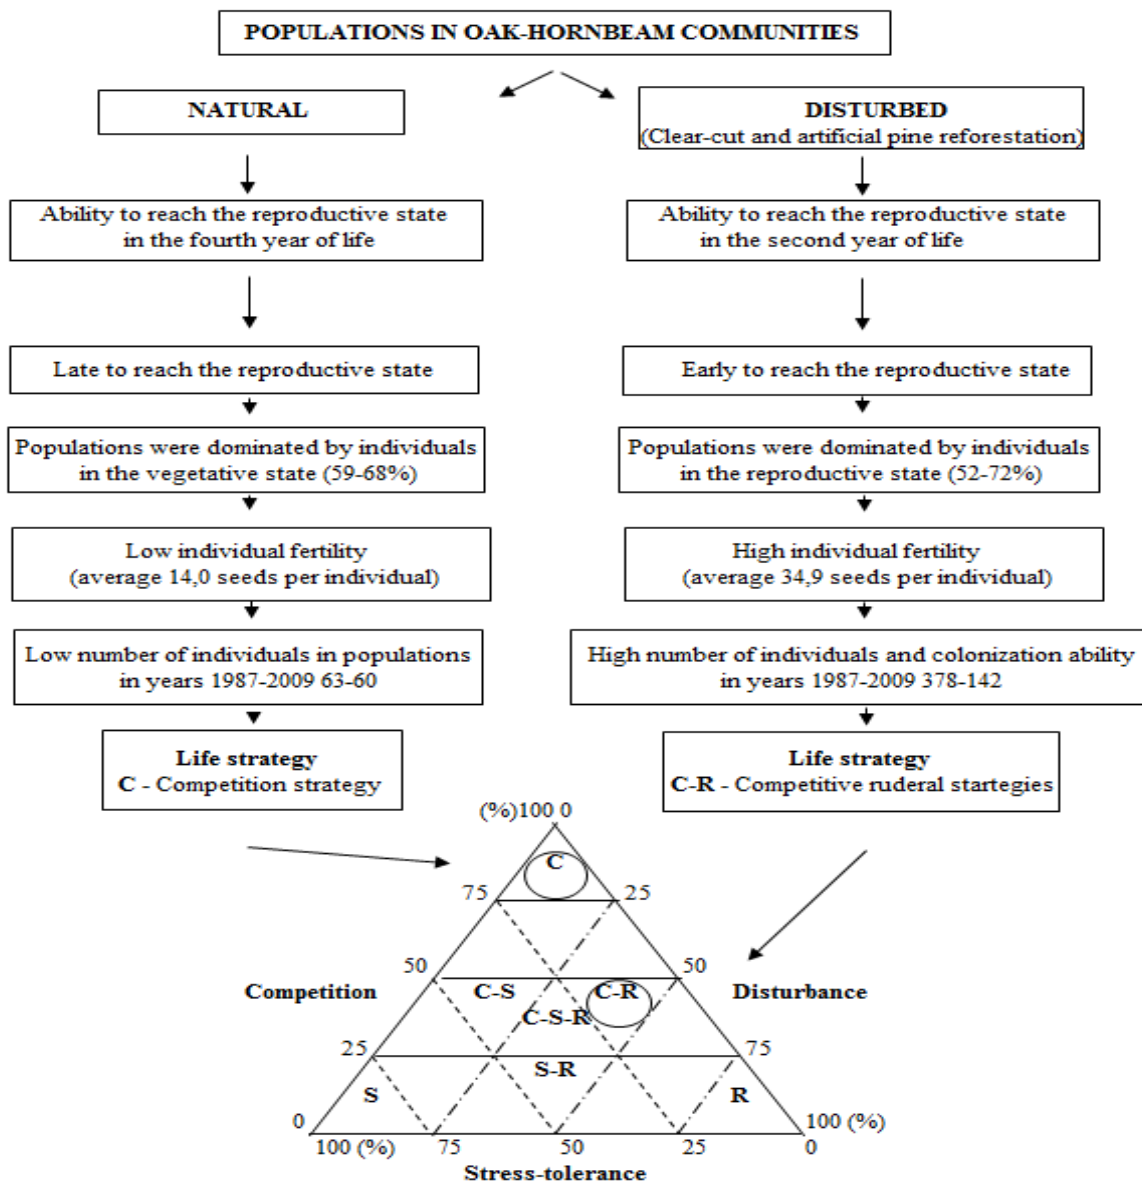 POPULATIONS IN OAK-HORNBEAM COMMUNITIES
NATURAL
DISTURBED
(Clear-cut and artificial pine reforestation)
Ability to reach the reproductive state
in the fourth year of life
Ability to reach the reproductive state
in the second year of life
Late to reach the reproductive state
Early to reach the reproductive state
Populations were dominated by individuals
in the vegetative state (59-68%)
Populations were dominated by individuals
in the reproductive state (52-72%)
Low individual fertility
(average 14,0 seeds per individual)
High individual fertility
(average 34,9 seeds per individual)
Low number of individuals in populations
in years 1987-2009 63-60
High number of individuals and colonization ability
in years 1987-2009 378-142
Life strategy
C - Competition strategy
Life strategy
C-R - Competitive ruderal startegies
(%)100 0
C
75
25
50
50
Competition
C-S
C-R
Disturbance
C-S-R
25
75
S-R
S
R
0
100 (%)
100 (%)
75
50
25
0
Stress-tolerance